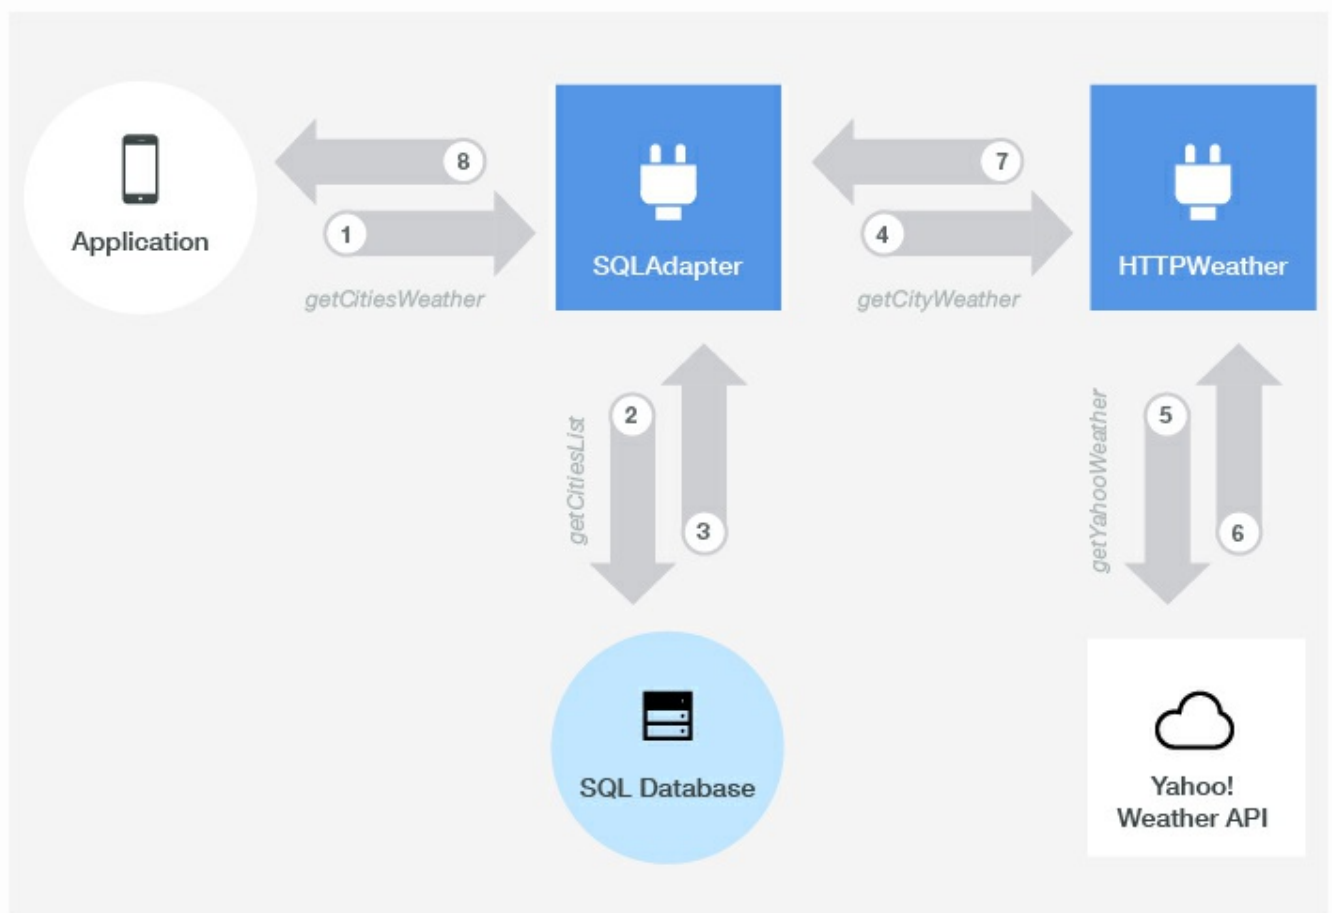 8
7
1
4
Application
SQLAdapter
HTTPWeather
getCitiesWeather
getCityWeather
getCitiesList
2
3
getYahooWeather
5
6
SQL Database
Yahoo!
Weather API